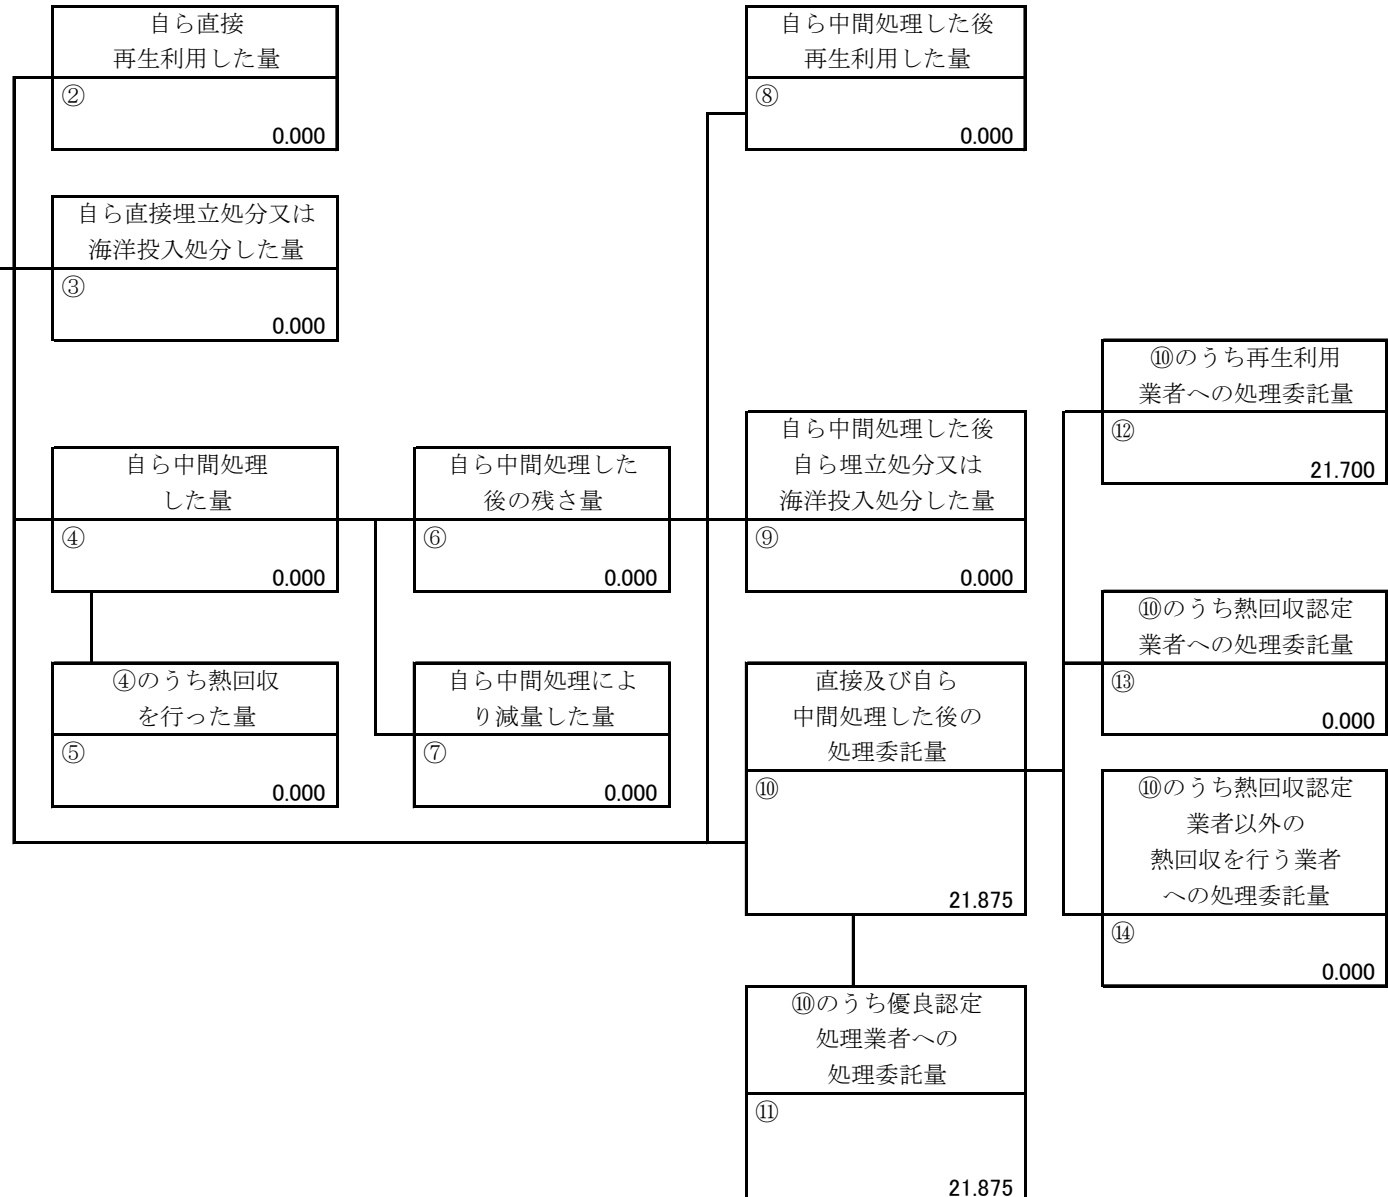 自ら直接
再生利用した量
②
0.000
自ら中間処理した後
再生利用した量
⑧
0.000
自ら直接埋立処分又は
海洋投入処分した量
③
0.000
⑩のうち再生利用
業者への処理委託量
⑫
21.700
自ら中間処理
した量
④
0.000
自ら中間処理した
後の残さ量
⑥
0.000
自ら中間処理した後
自ら埋立処分又は
海洋投入処分した量
⑨
0.000
⑩のうち熱回収認定
業者への処理委託量
⑬
0.000
④のうち熱回収
を行った量
⑤
0.000
自ら中間処理によ
り減量した量
⑦
0.000
直接及び自ら
中間処理した後の
処理委託量
⑩
21.875
⑩のうち熱回収認定
業者以外の
熱回収を行う業者
への処理委託量
⑭
0.000
⑩のうち優良認定
処理業者への
処理委託量
⑪
21.875